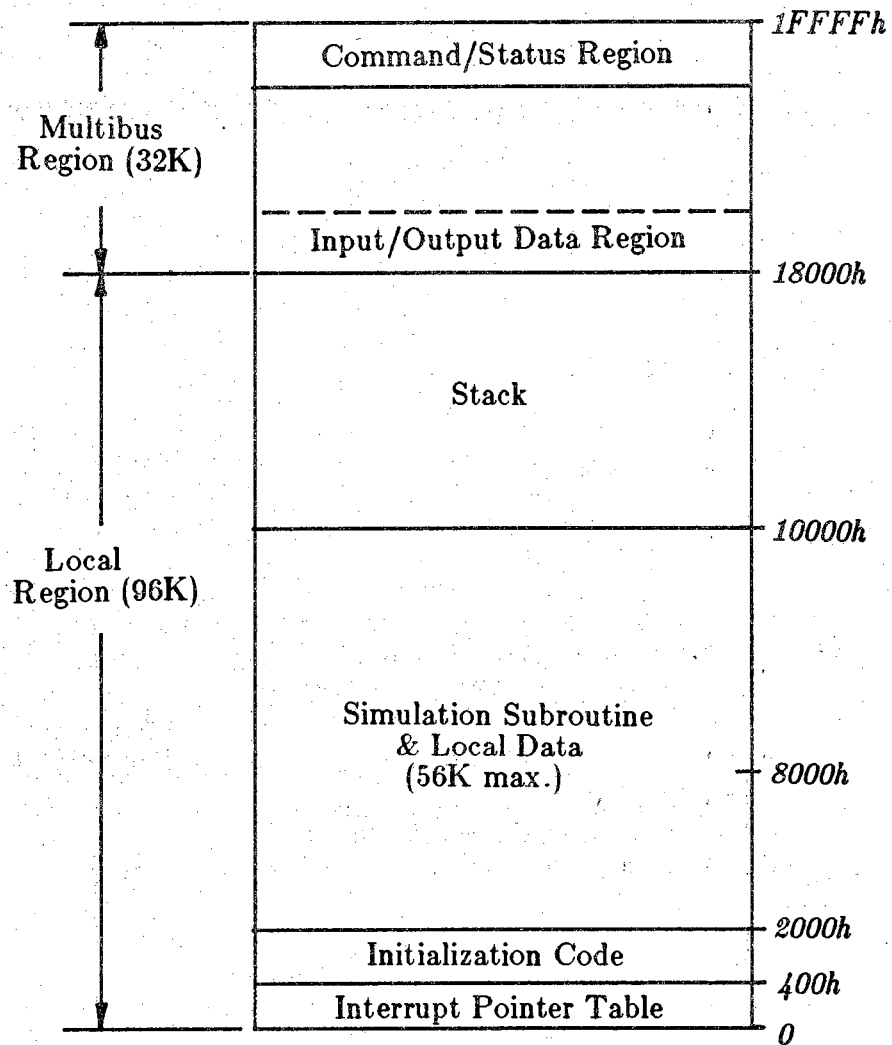 1FFFFh
Command/Status Region
Multibus
Region (32K)
Input/Output Data Region
18000h
Stack
10000h
Local
Region (96K)
Simulation Subroutine
& Local Data
(56K max.)
8000h
2000h
Initialization Code
400h
Interrupt Pointer Table
0